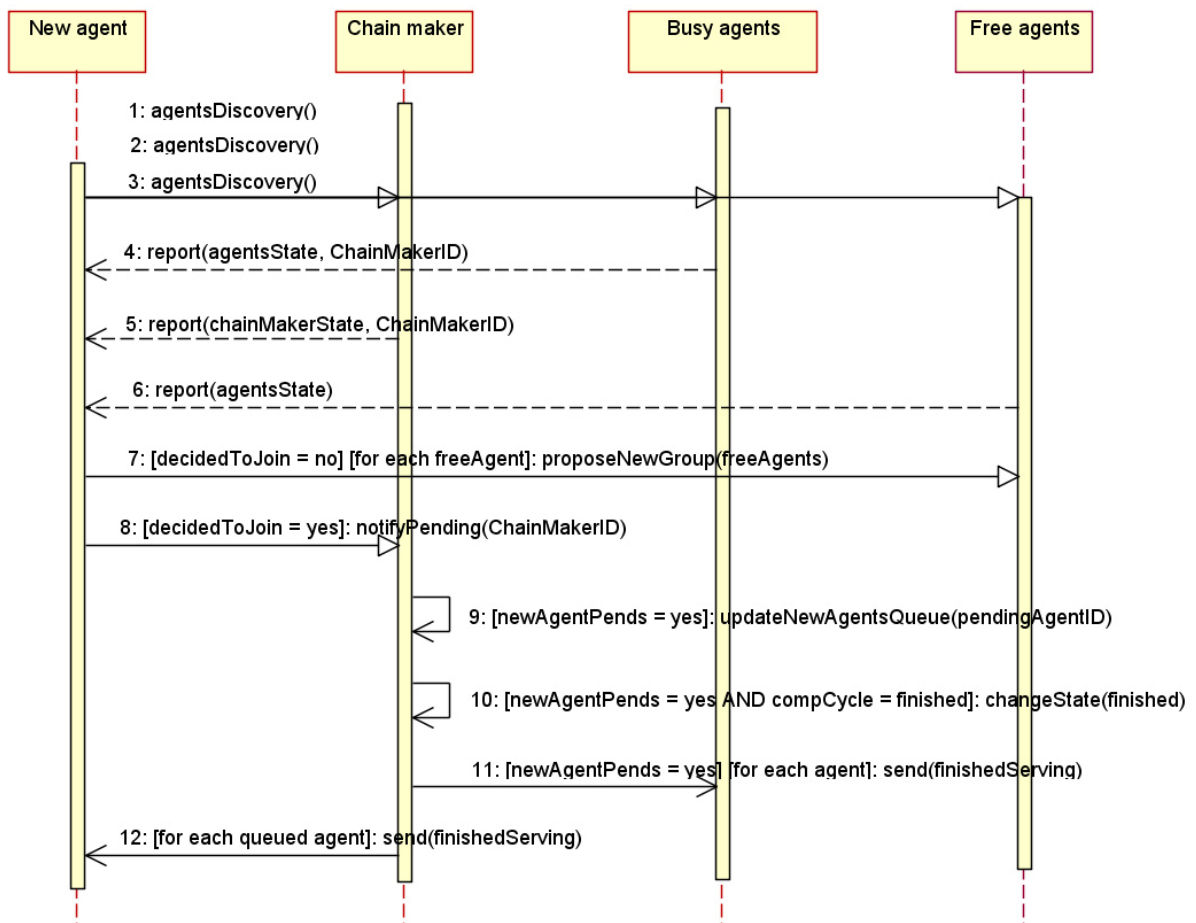 New agent
Chain maker
Busy agents
Free agents
1: agentsDiscovery()
2: agentsDiscovery()
3: agentsDiscovery()
4: report(agentsState, ChainMakerID)
5: report(chainMakerState, ChainMakerID)
6: report(agentsState)
7: [decidedToJoin = no] [for each freeAgent]: proposeNewGroup(freeAgents)
8: [decidedToJoin = yes]: notifyPending(ChainMakerID)
9: [newAgentPends = yes]: updateNewAgentsQueue(pendingAgentID)
10: [newAgentPends = yes AND compCycle = finished]: changeState(finished)
11: [newAgentPends = yes] [for each agent]: send(finishedServing)
12: [for each queued agent]: send(finishedServing)